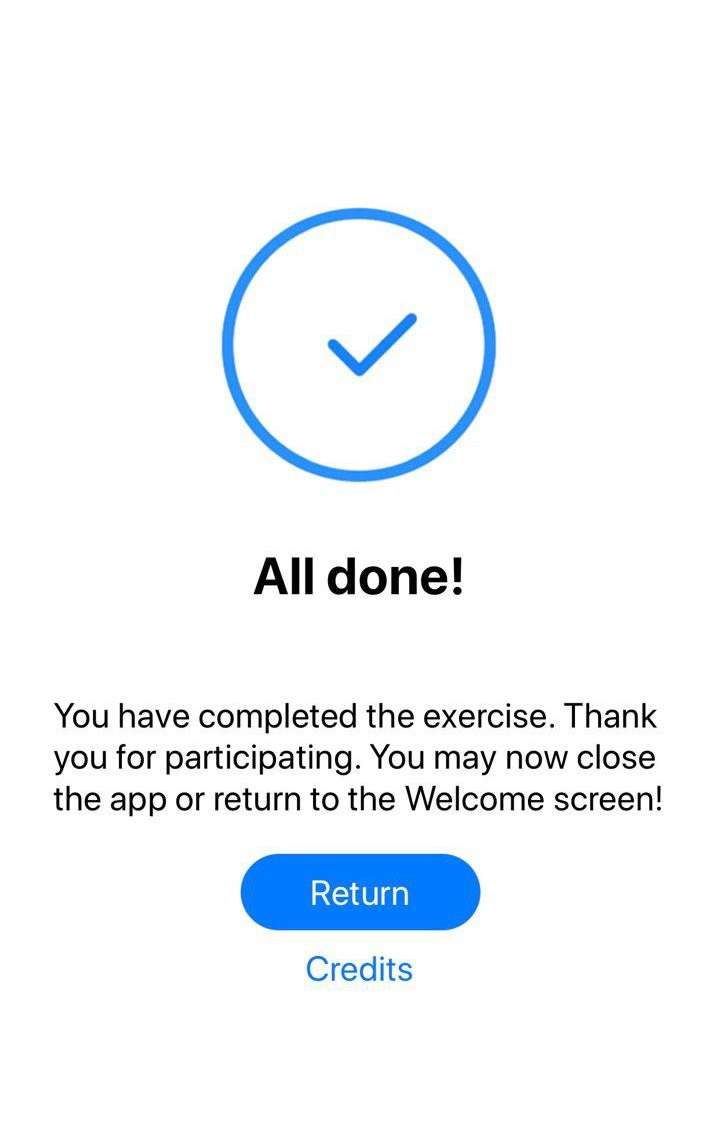 All done!
You have completed the exercise. Thank
you for participating. You may now close
the app or return to the Welcome screen!
Return
Credits